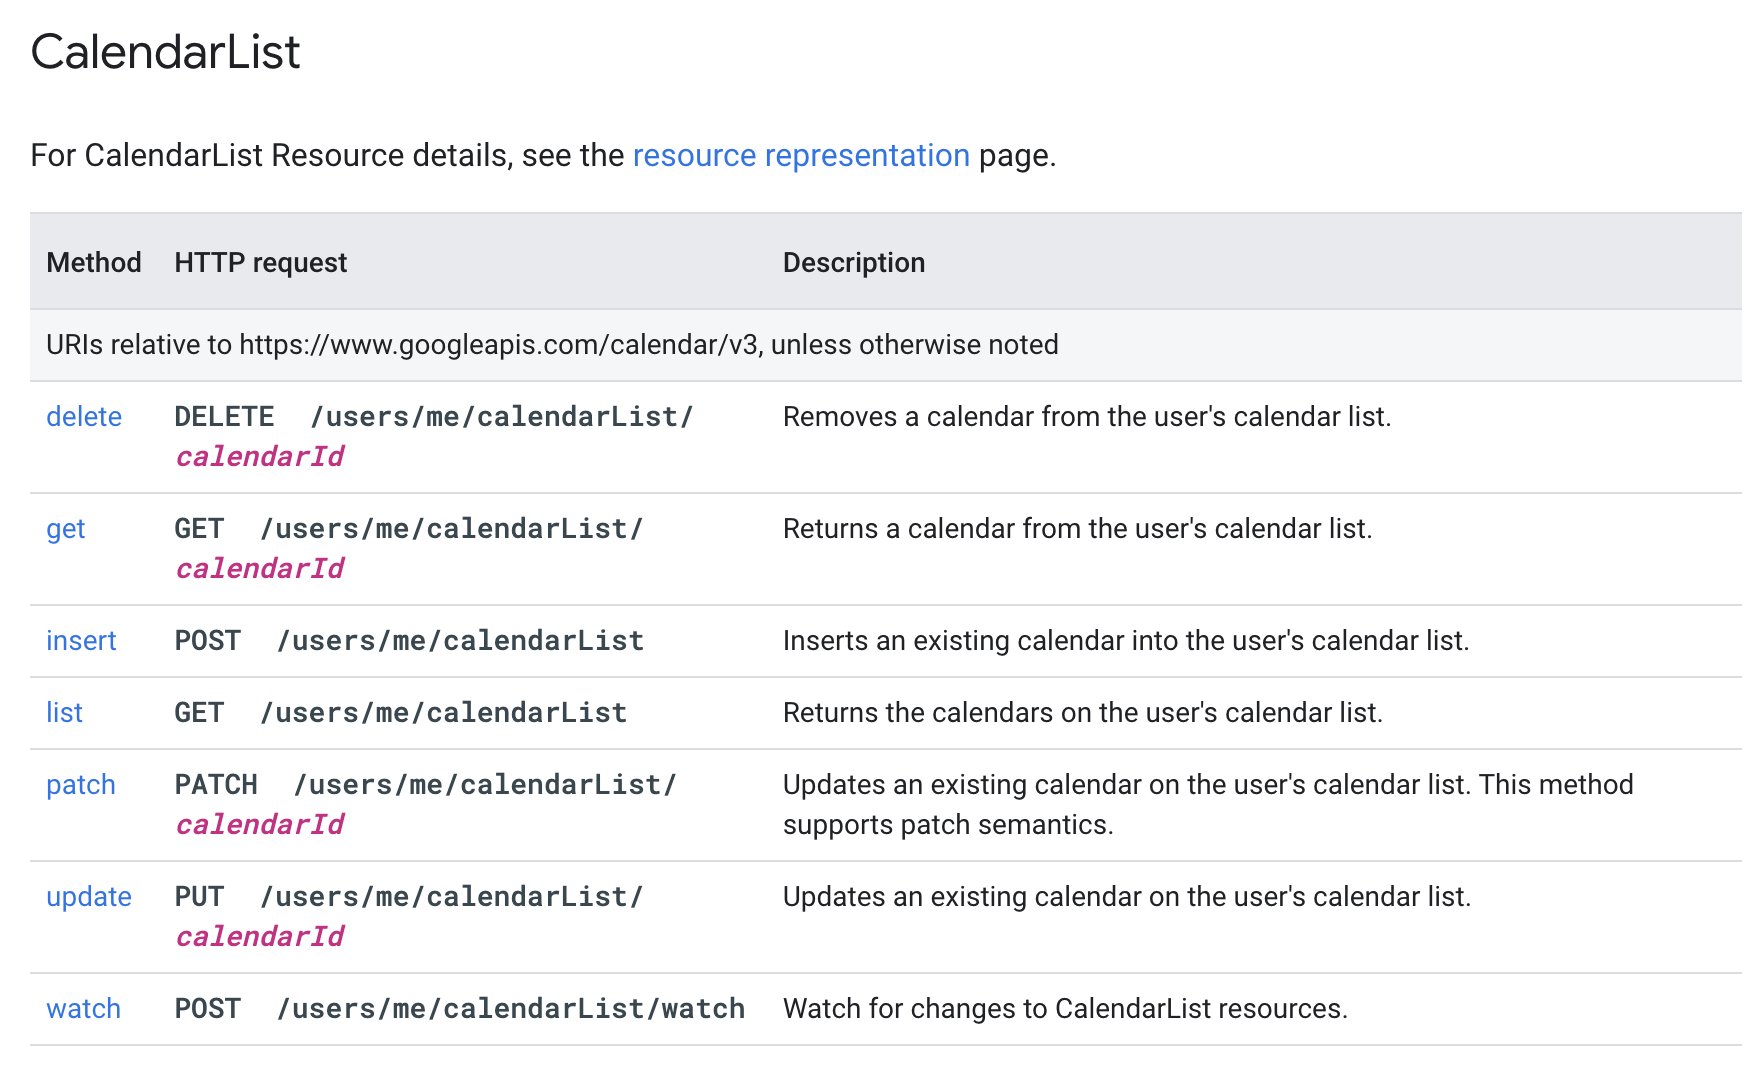 CalendarList
For CalendarList Resource details, see the resource representation page.
Method HTTP request Description
URIs relative to https://www.googleapis.com/calendar/v3, unless otherwise noted
delete DELETE /users/me/calendarList/ Removes a calendar from the user's calendar list.
calendarId
get GET /users/me/calendarList/ Returns a calendar from the user's calendar list.
calendarId
insert POST /users/me/calendarList Inserts an existing calendar into the user's calendar list.
list GET /users/me/calendarList Returns the calendars on the user's calendar list.
patch PATCH /users/me/calendarList/ Updates an existing calendar on the user's calendar list. This method
calendarId supports patch semantics.
update PUT /users/me/calendarList/ Updates an existing calendar on the user's calendar list.
calendarId
watch POST /users/me/calendarList/watch Watch for changes to CalendarList resources.